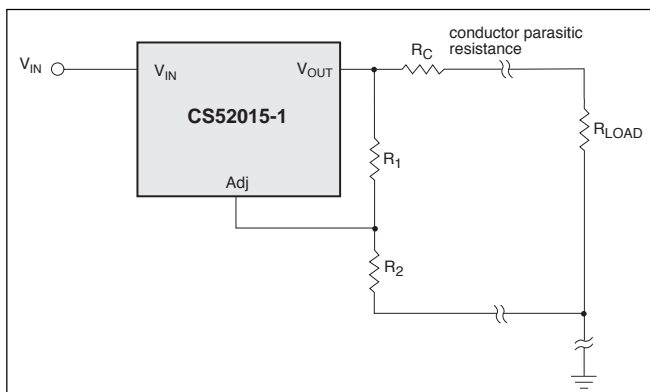 conductor parasitic
resistance
R_C
V_IN
V_IN
V_OUT
CS52015-1
R_LOAD
R_1
Adj
R_2